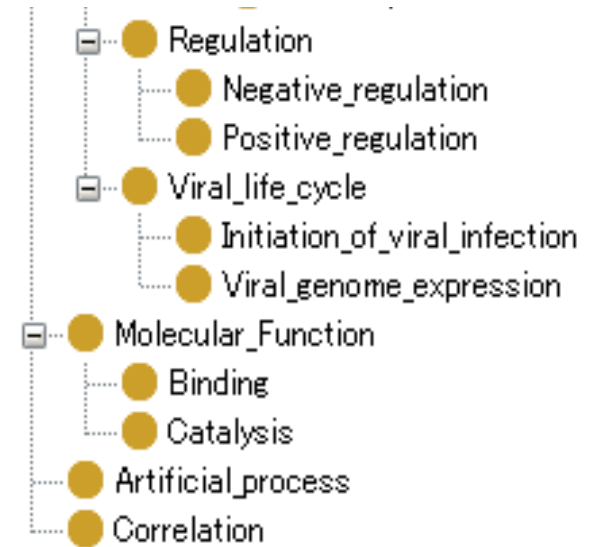 Regulation
Negative_regulation
Positive_regulation
Viral_life_cycle
Initiation_of_viral_infection
Viral_genome_expression
Molecular_Function
Binding
Catalysis
Artificial_process
Correlation